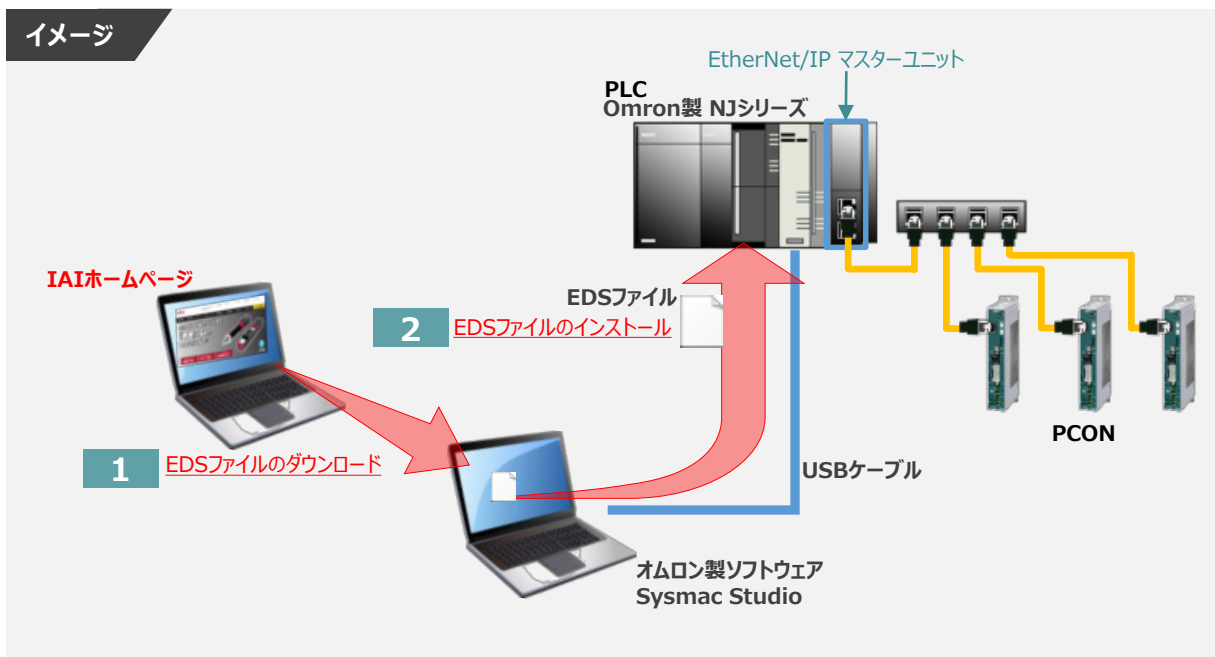 イメージ
EtherNet/IP マスターユニット
PLC
Omron製 NJシリーズ
IAIホームページ
EDSファイル
2 EDSファイルのインストール
1 EDSファイルのダウンロード
PCON
USBケーブル
オムロン製ソフトウェア
Sysmac Studio